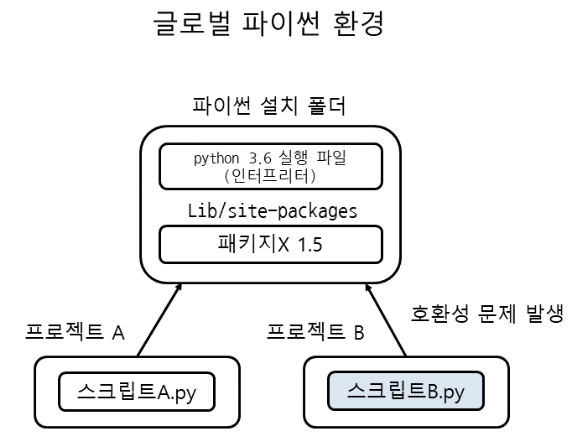 글로벌 파이썬 환경
파이썬 설치 폴더
python 3.6 실행 파일
(인터프리터)
Lib/site-packages
패키지X 1.5
호환성 문제 발생
프로젝트 A
프로젝트 B
스크립트A.py
스크립트B.py